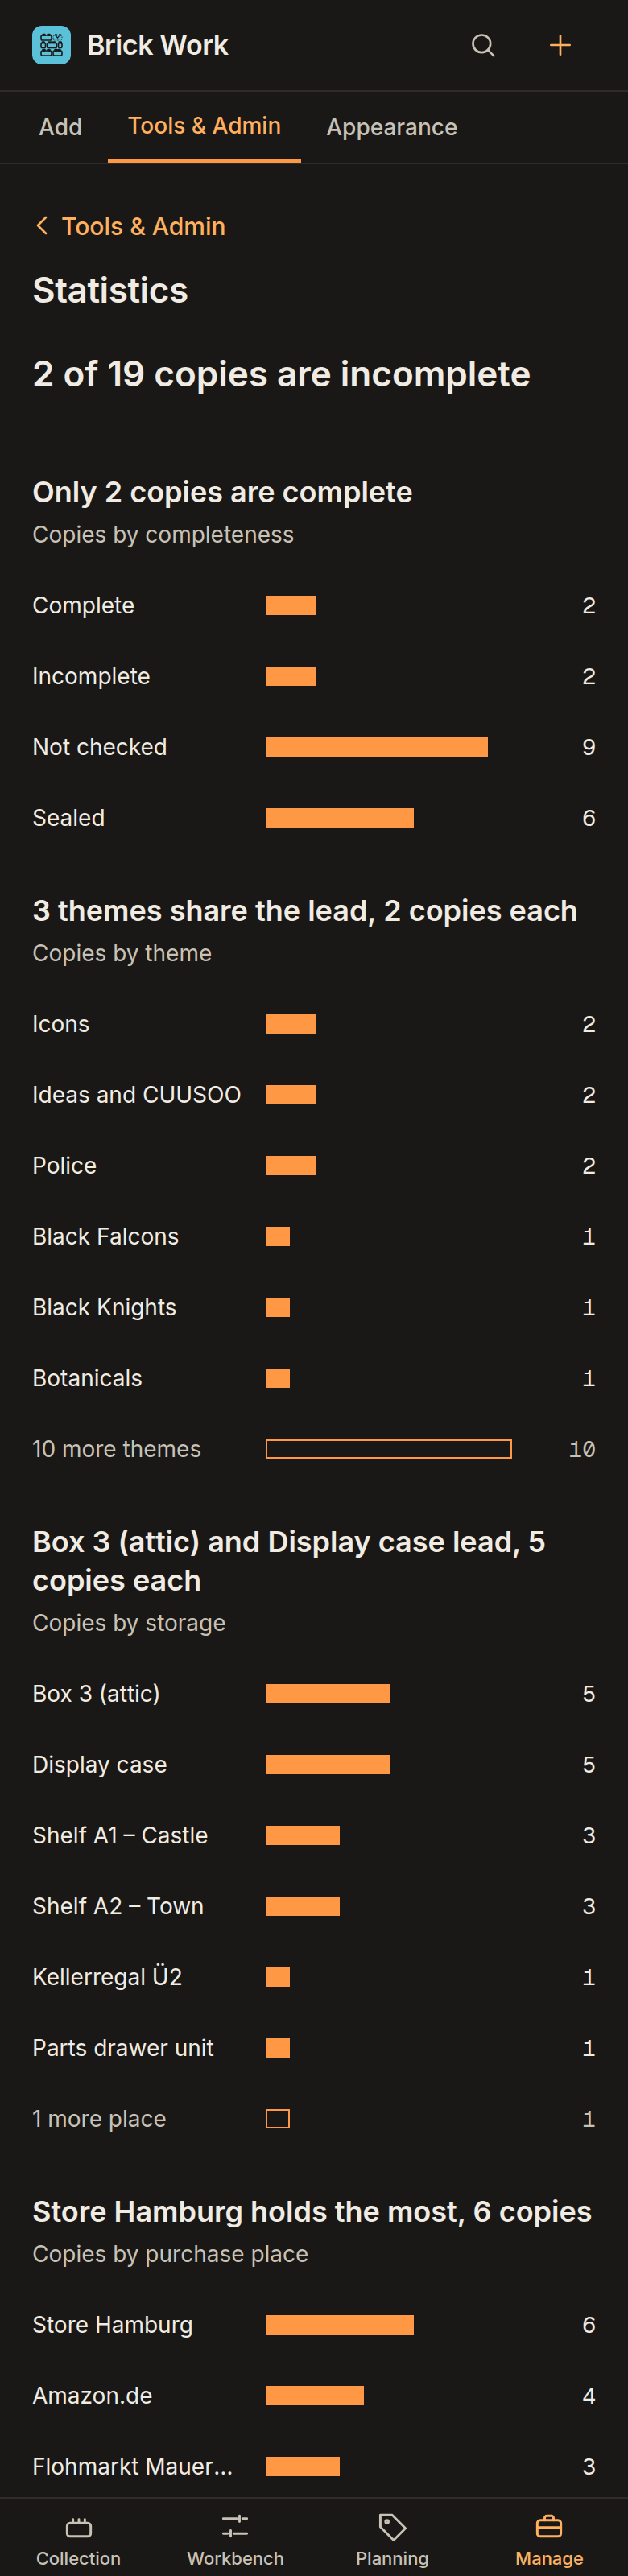 Brick Work
Add Tools & Admin Appearance
Tools & Admin
Statistics
2 of 19 copies are incomplete
Only 2 copies are complete
Copies by completeness
Complete 2
Incomplete 2
Not checked 9
Sealed 6
3 themes share the lead, 2 copies each
Copies by theme
Icons 2
Ideas and CUUSOO 2
Police 2
Black Falcons 1
Black Knights 1
Botanicals 1
10 more themes 10
Box 3 (attic) and Display case lead, 5
copies each
Copies by storage
Box 3 (attic) 5
Display case 5
Shelf A1 – Castle 3
Shelf A2 – Town 3
Kellerregal Ü2 1
Parts drawer unit 1
1 more place 1
Store Hamburg holds the most, 6 copies
Copies by purchase place
Store Hamburg 6
Amazon.de 4
Flohmarkt Mauer... 3
Collection Workbench Planning Manage